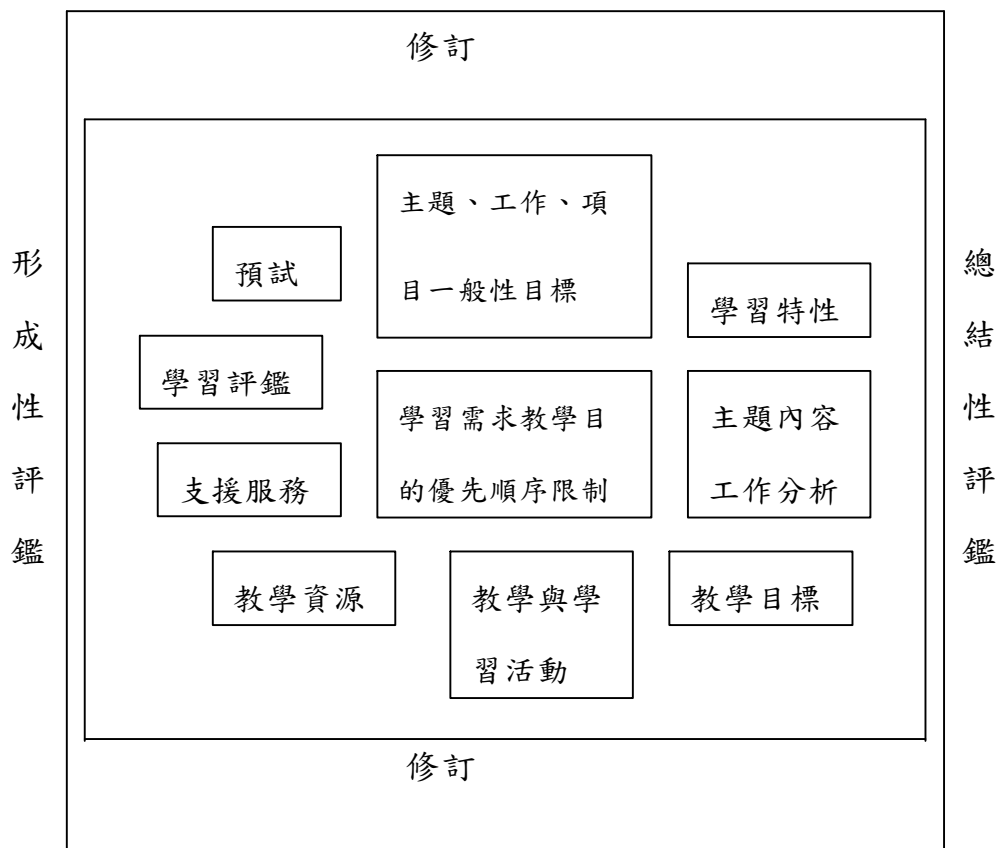 修訂
主題、工作、項
目一般性目標
預試
學習特性
學習評鑑
學習需求教學目
的優先順序限制
主題內容
工作分析
支援服務
教學資源
教學與學
習活動
教學目標
修訂
形成性評鑑
總結性評鑑